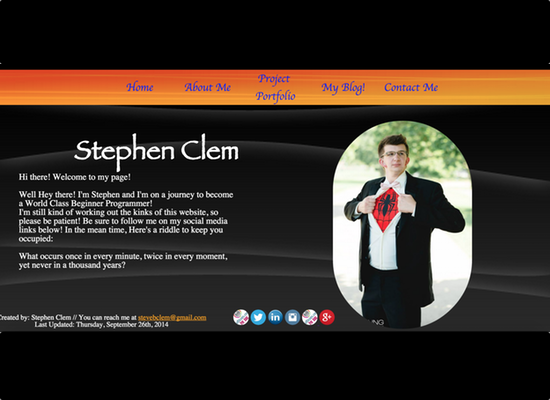 Home About Me Project Portfolio My Blog! Contact Me
Stephen Clem
Hi there! Welcome to my page!
Well Hey there! I'm Stephen and I'm on a journey to become
a World Class Beginner Programmer!
I'm still kind of working out the kinks of this website, so
please be patient! Be sure to follow me on my social media
links below! In the mean time, Here's a riddle to keep you
occupied:
What occurs once in every minute, twice in every moment,
yet never in a thousand years?
Created by: Stephen Clem // You can reach me at stevebclem@gmail.com
Last Updated: Thursday, September 26th, 2014